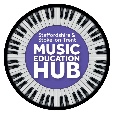 Staffordshire &
Stoke-on-Trent
MUSIC
EDUCATION
HUB